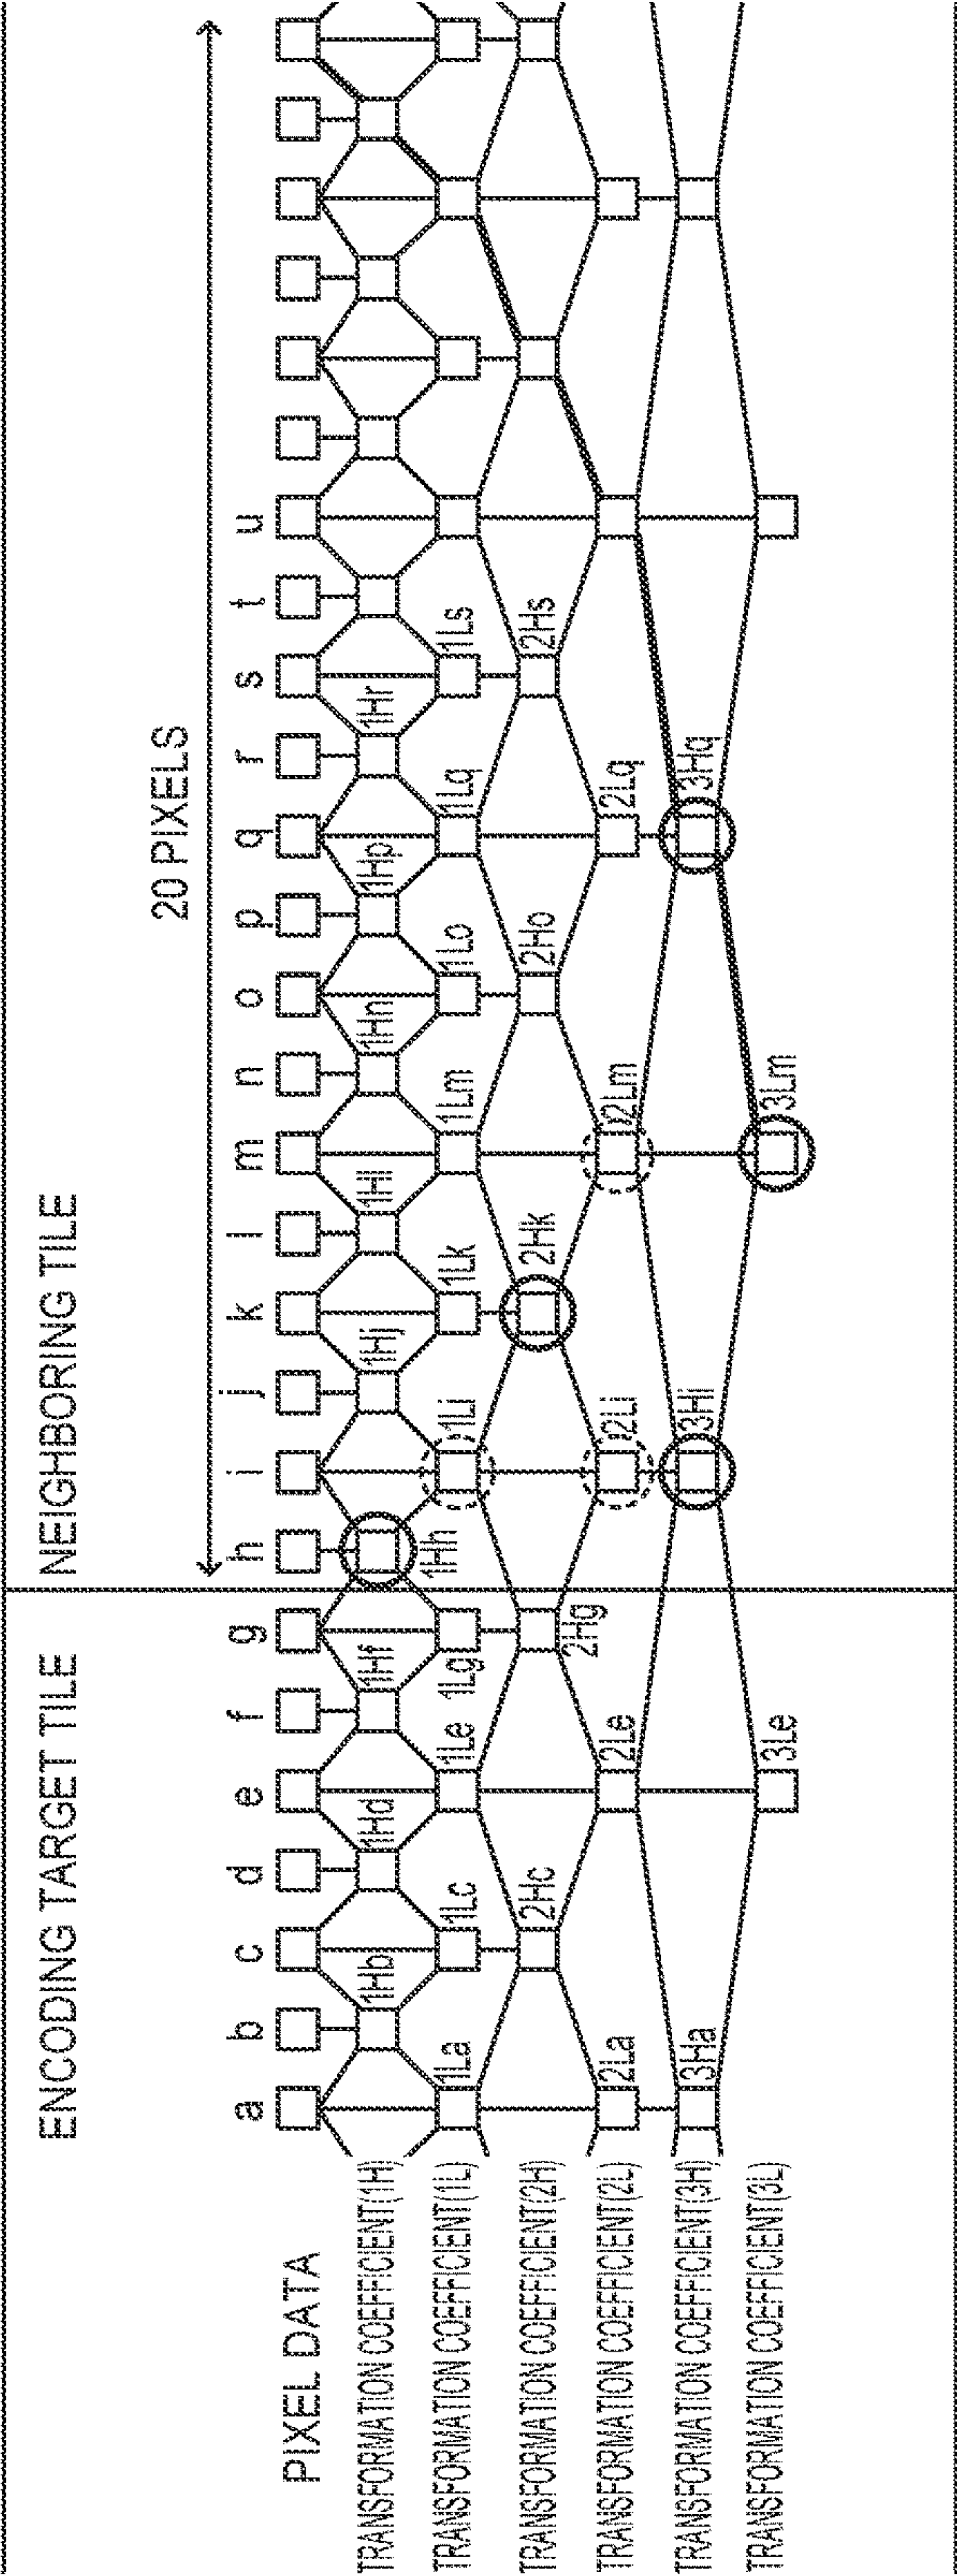 ENCODING TARGET TILE
NEIGHBORING TILE
20 PIXELS
a b c d e f g h i j k l m n o p q r s t u
PIXEL DATA
TRANSFORMATION COEFFICIENT(1H) 1Hb 1Hd 1Hf 1Hh 1Hj 1Hl 1Hn 1Hp 1Hr
TRANSFORMATION COEFFICIENT(1L) 1La 1Lc 1Le 1Lg 1Li 1Lk 1Lm 1Lo 1Lq 1Ls
TRANSFORMATION COEFFICIENT(2H) 2Hc 2Hg 2Hk 2Ho 2Hs
TRANSFORMATION COEFFICIENT(2L) 2La 2Le 2Li 2Lm 2Lq
TRANSFORMATION COEFFICIENT(3H) 3Ha 3Hi 3Hq
TRANSFORMATION COEFFICIENT(3L) 3Le 3Lm